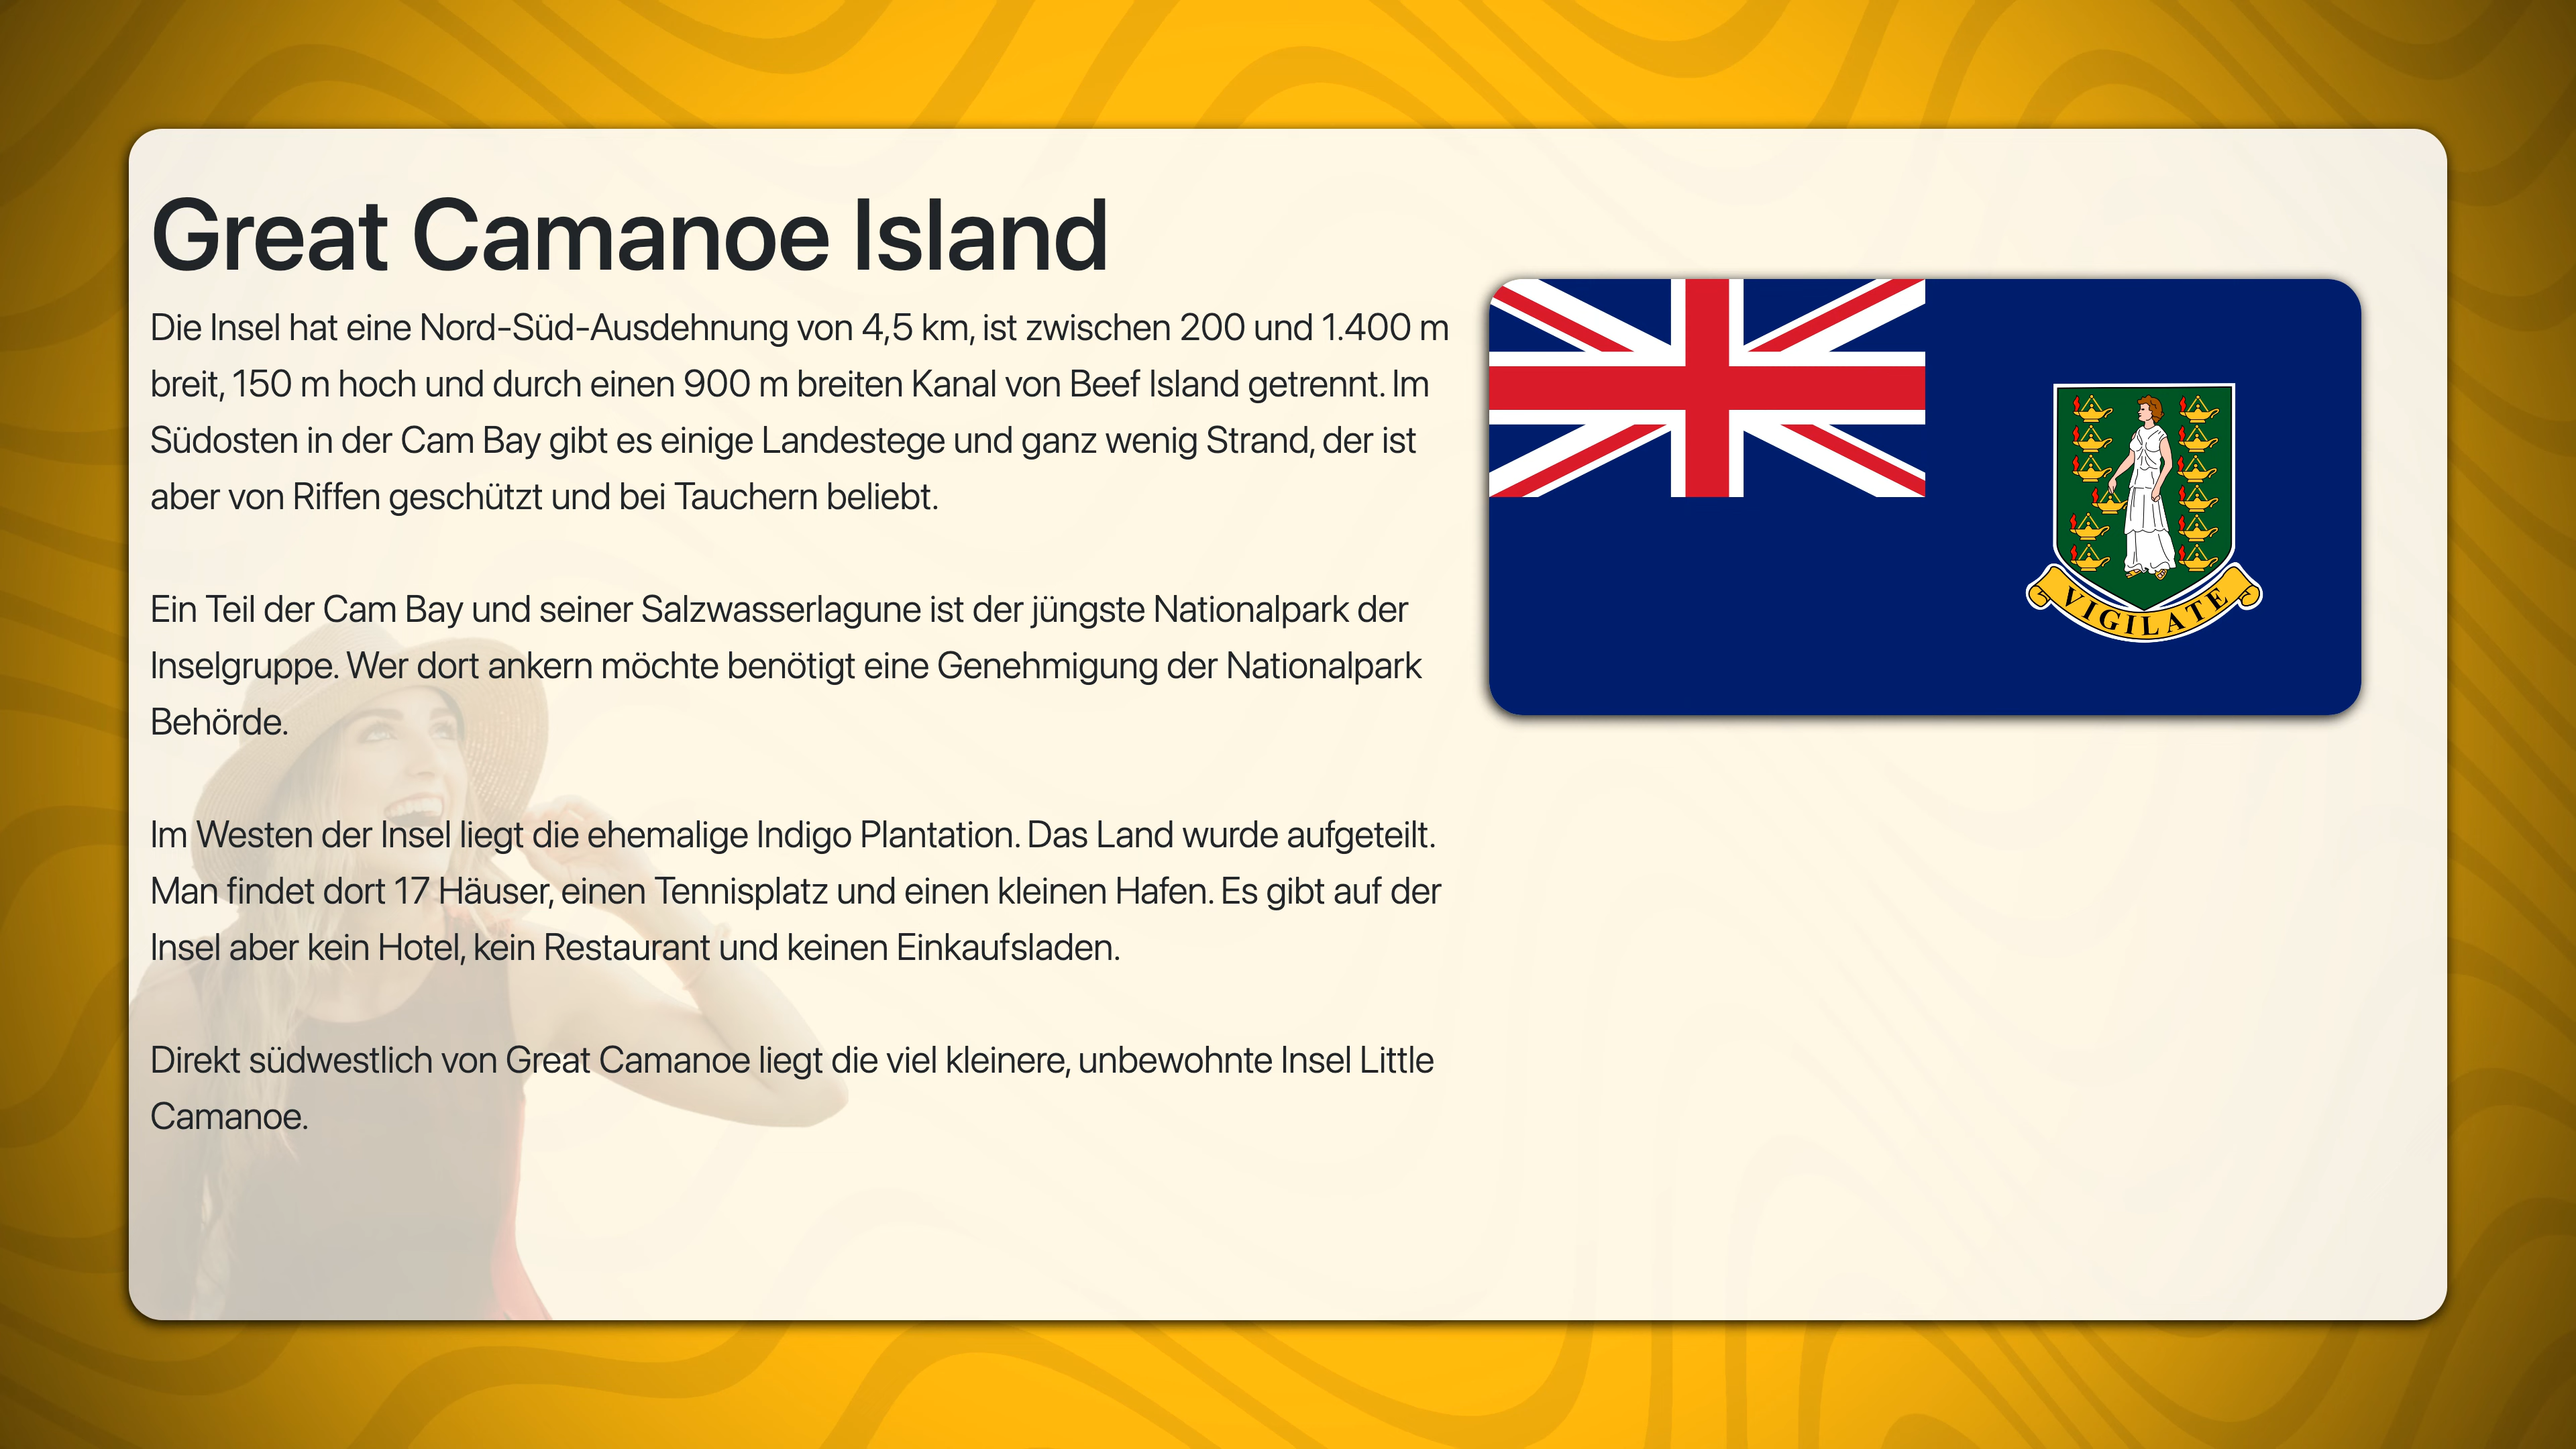 Great Camanoe Island
Die Insel hat eine Nord-Süd-Ausdehnung von 4,5 km, ist zwischen 200 und 1.400 m
breit, 150 m hoch und durch einen 900 m breiten Kanal von Beef Island getrennt. Im
Südosten in der Cam Bay gibt es einige Landestege und ganz wenig Strand, der ist
aber von Riffen geschützt und bei Tauchern beliebt.
Ein Teil der Cam Bay und seiner Salzwasserlagune ist der jüngste Nationalpark der
Inselgruppe. Wer dort ankern möchte benötigt eine Genehmigung der Nationalpark
Behörde.
Im Westen der Insel liegt die ehemalige Indigo Plantation. Das Land wurde aufgeteilt.
Man findet dort 17 Häuser, einen Tennisplatz und einen kleinen Hafen. Es gibt auf der
Insel aber kein Hotel, kein Restaurant und keinen Einkaufsladen.
Direkt südwestlich von Great Camanoe liegt die viel kleinere, unbewohnte Insel Little
Camanoe.
VIGILATE